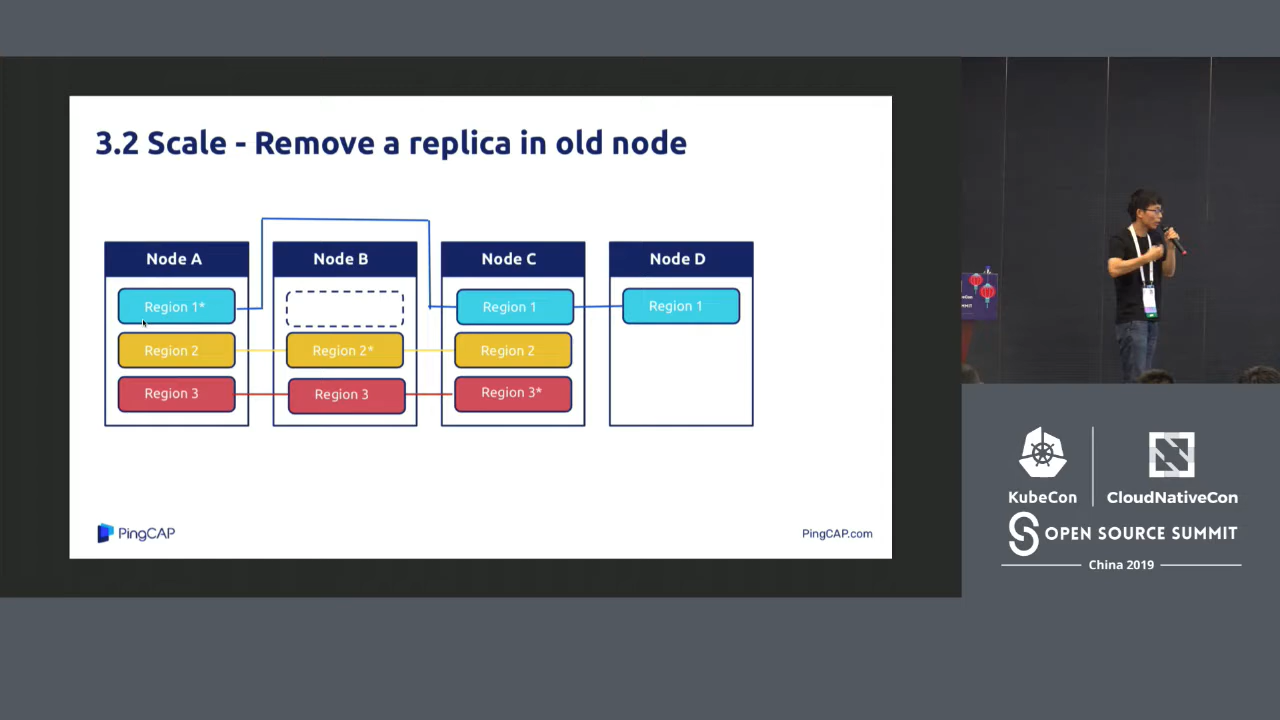 3.2 Scale - Remove a replica in old node
Node A
Node B
Node C
Node D
Region 1*
Region 1
Region 1
Region 2
Region 2*
Region 2
Region 3
Region 3
Region 3*
PingCAP
PingCAP.com
KubeCon
CloudNativeCon
OPEN SOURCE SUMMIT
China 2019